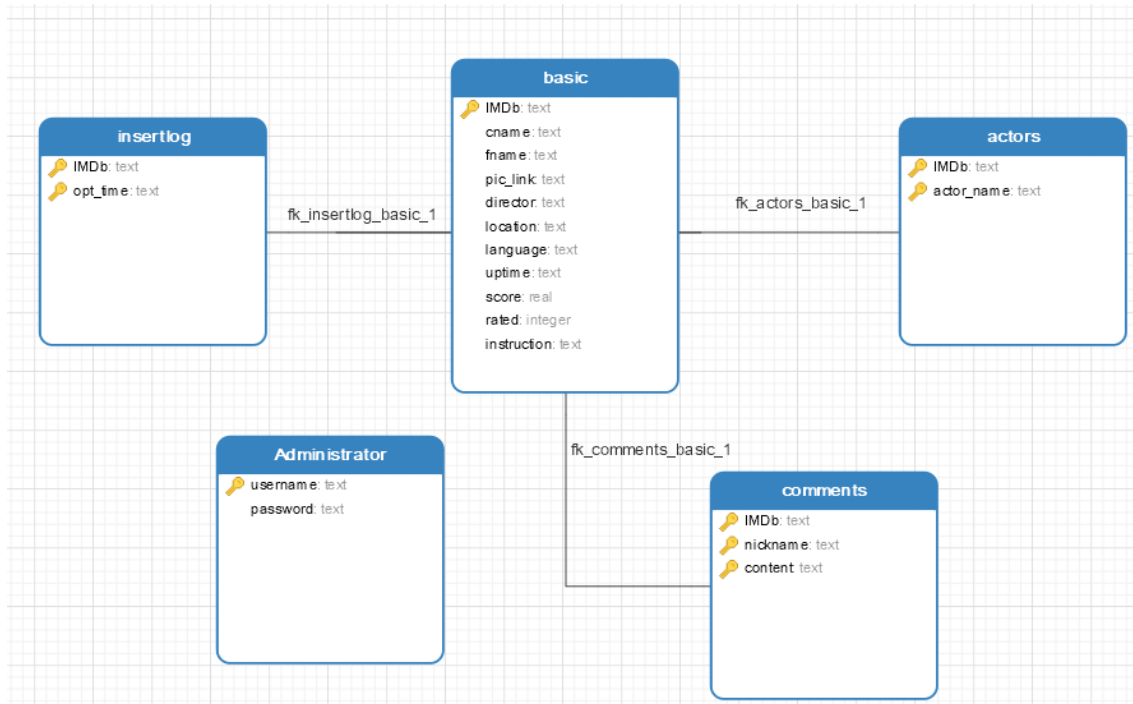 basic
IMDb: text
cname: text
fname: text
pic_link: text
director: text
location: text
language: text
uptime: text
score: real
rated: integer
instruction: text
insertlog
IMDb: text
opt_time: text
fk_insertlog_basic_1
actors
IMDb: text
actor_name: text
fk_actors_basic_1
Administrator
username: text
password: text
fk_comments_basic_1
comments
IMDb: text
nickname: text
content: text